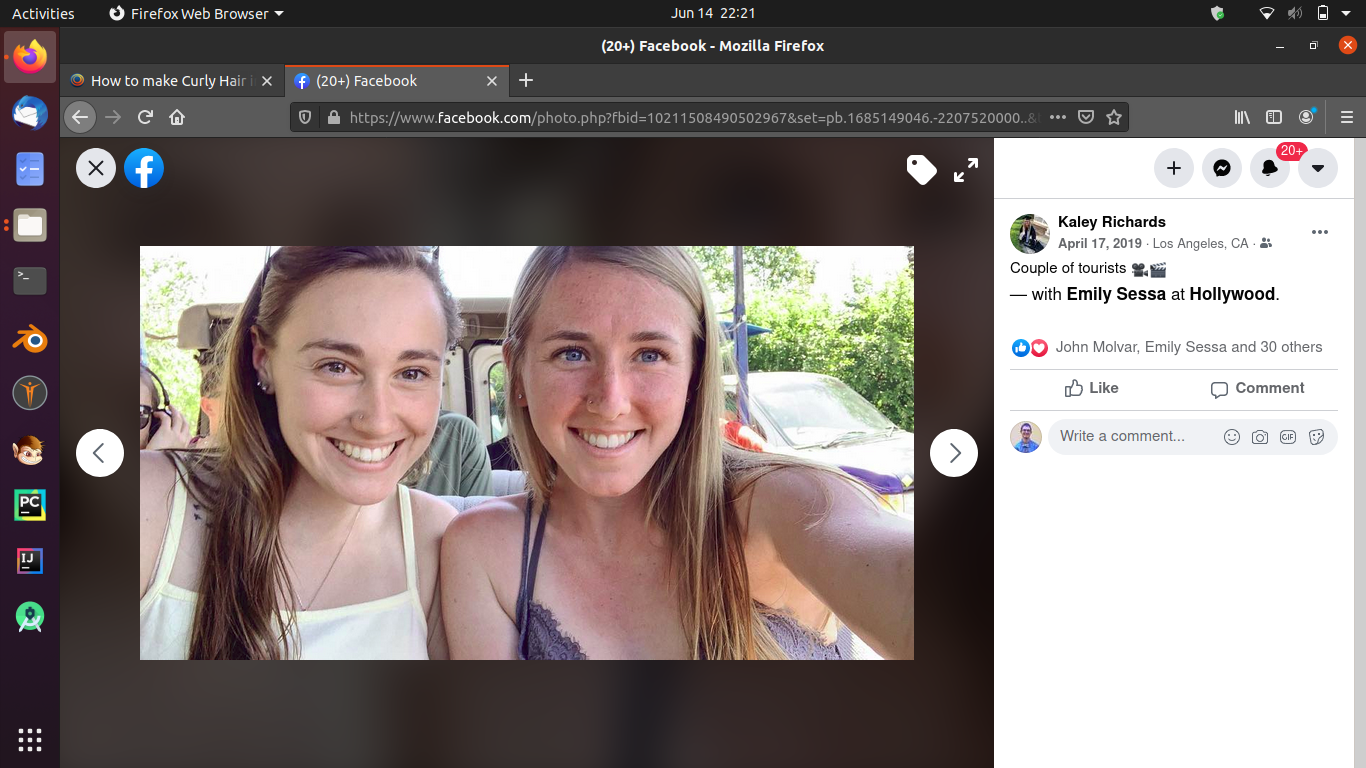 Activities
Firefox Web Browser
Jun 14 22:21
(20+) Facebook - Mozilla Firefox
How to make Curly Hair
(20+) Facebook
https://www.facebook.com/photo.php?fbid=10211508490502967&set=pb.1685149046.-2207520000..&
20+
Kaley Richards
April 17, 2019 · Los Angeles, CA ·
Couple of tourists
— with Emily Sessa at Hollywood.
John Molvar, Emily Sessa and 30 others
Like
Comment
Write a comment...
GIF
>_
PC
IJ